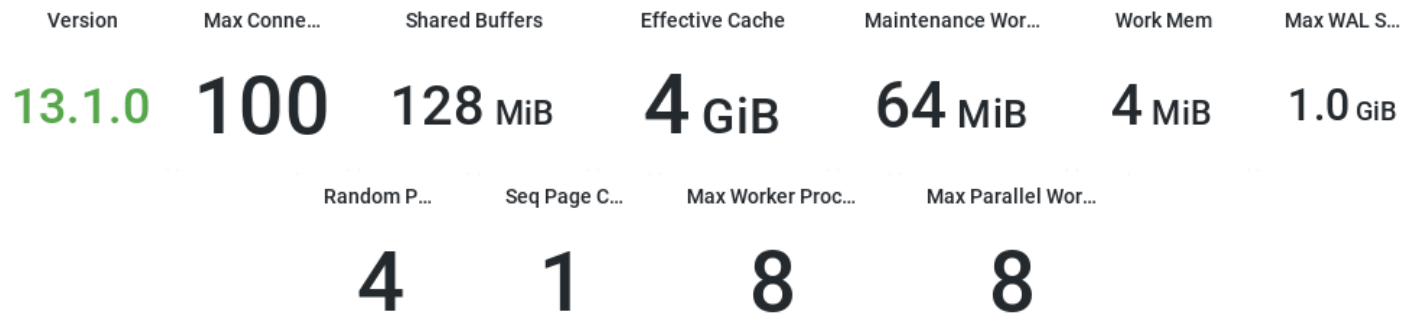 Version Max Conne... Shared Buffers Effective Cache Maintenance Wor... Work Mem Max WAL S...
13.1.0 100 128 MiB 4 GiB 64 MiB 4 MiB 1.0 GiB
Random P... Seq Page C... Max Worker Proc... Max Parallel Wor...
4 1 8 8